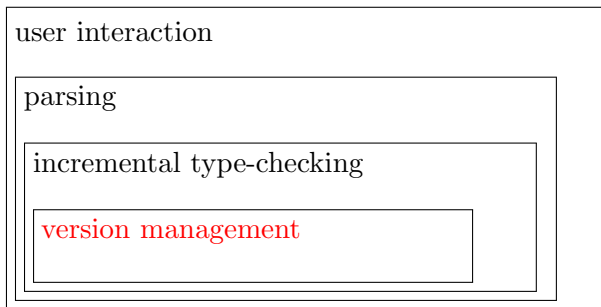 user interaction
parsing
incremental type-checking
version management